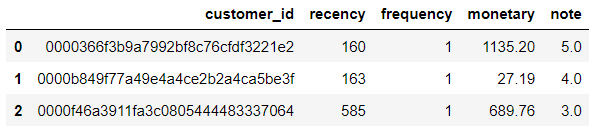 customer_id recency frequency monetary note
0 0000366f3b9a7992bf8c76cfdf3221e2 160 1 1135.20 5.0
1 0000b849f77a49e4a4ce2b2a4ca5be3f 163 1 27.19 4.0
2 0000f46a3911fa3c0805444483337064 585 1 689.76 3.0